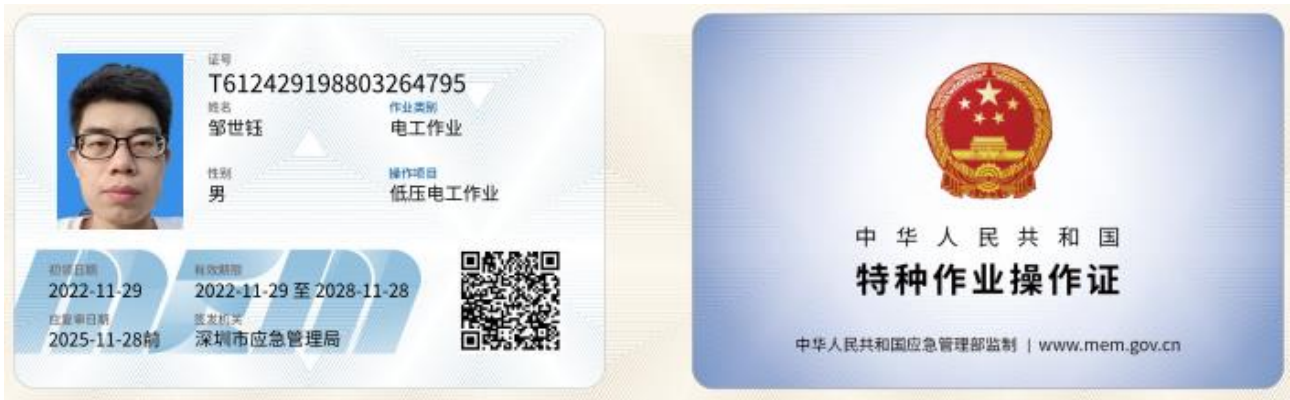 证号
T612429198803264795
姓名
作业类别
邹世钰
电工作业
性别
操作项目
男
低压电工作业
初领日期
有效期限
2022-11-29
2022-11-29 至 2028-11-28
应复审日期
签发机关
2025-11-28前
深圳市应急管理局
中华人民共和国
特种作业操作证
中华人民共和国应急管理部监制 | www.mem.gov.cn